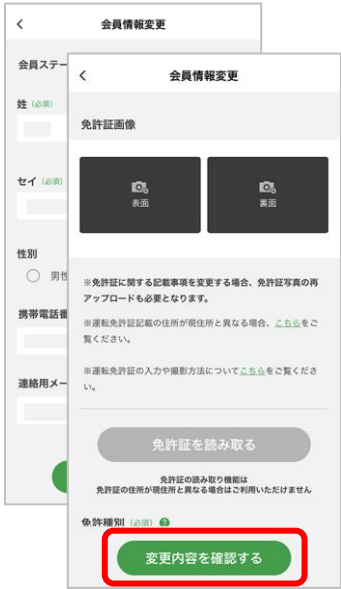 会員情報変更
会員ステー
姓 (必須)
セイ (必須)
性別
男性
携帯電話番
連絡用メー
会員情報変更
免許証画像
表面
裏面
※免許証に関する記載事項を変更する場合、免許証写真の再
アップロードも必要となります。
※運転免許証記載の住所が現住所と異なる場合、こちらをご
覧ください。
※運転免許証の入力や撮影方法についてこちらをご覧くださ
い。
免許証を読み取る
免許証の読み取り機能は
免許証の住所が現住所と異なる場合はご利用いただけません
免許種別 (必須) ?
変更内容を確認する